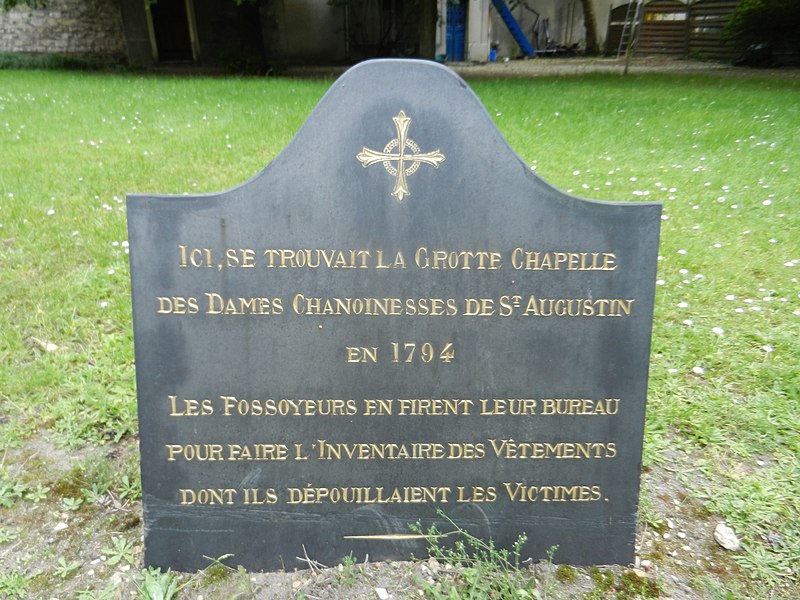 ICI, SE TROUVAIT LA GROTTE CHAPELLE
DES DAMES CHANOINESSES DE ST AUGUSTIN
EN 1794
LES FOSSOYEURS EN FIRENT LEUR BUREAU
POUR FAIRE L'INVENTAIRE DES VÊTEMENTS
DONT ILS DÉPOUILLAIENT LES VICTIMES.